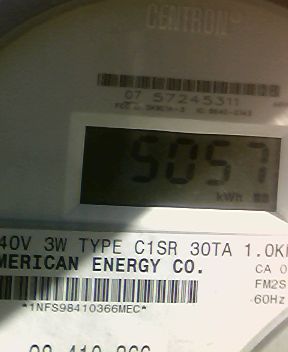 CENTRON
07 57245311
5057
kWh
40V 3W TYPE C1SR 30TA 1.0K
MERICAN ENERGY CO.
CA 0
FM2S
60Hz
*1NFS98410366MEC*